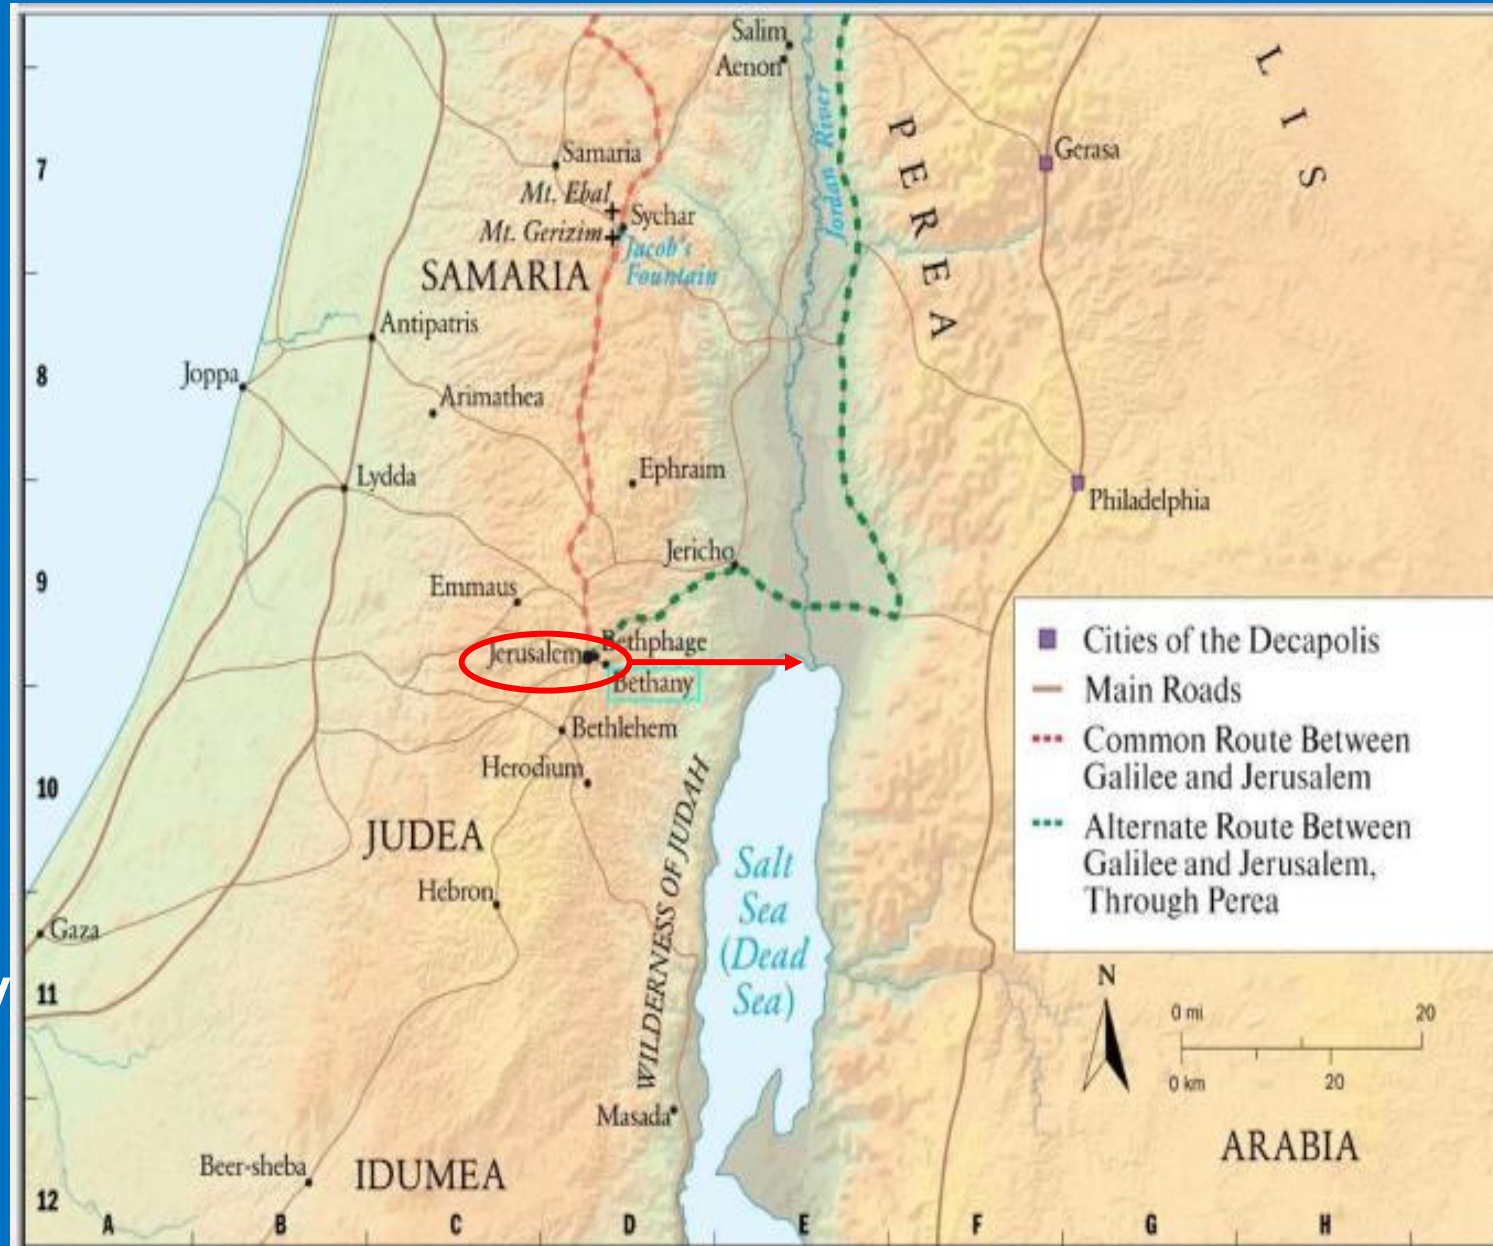 Salim
Aenon
Jordan River
PEREA
LIS
Gerasa
7
Samaria
Mt. Ebal
Sychar
Mt. Gerizim
Jacob's
Fountain
SAMARIA
Antipatris
8
Joppa
Arimathea
Lydda
Ephraim
Philadelphia
Jericho
9
Emmaus
Jerusalem
Bethphage
Bethany
Bethlehem
Herodium
10
WILDERNESS OF JUDAH
JUDEA
Hebron
Salt
Sea
(Dead
Sea)
Gaza
11
Masada
Beer-sheba
IDUMEA
ARABIA
12
A B C D E F G H
Cities of the Decapolis
Main Roads
Common Route Between
Galilee and Jerusalem
Alternate Route Between
Galilee and Jerusalem,
Through Perea
N
0 mi 20
0 km 20